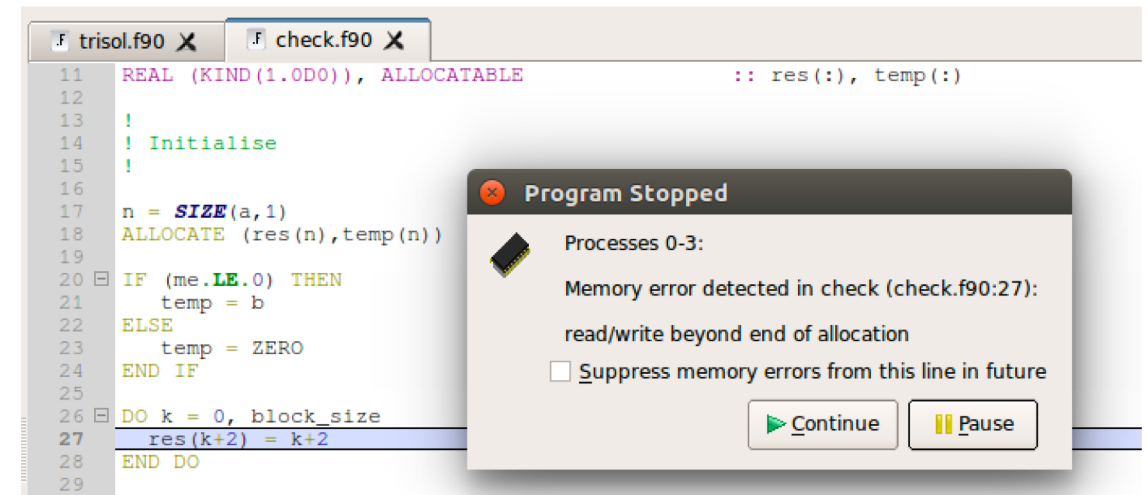 trisol.f90 check.f90
11 REAL (KIND(1.0D0)), ALLOCATABLE :: res(:), temp(:)
12
13 !
14 ! Initialise
15 !
16
17 n = SIZE(a,1)
18 ALLOCATE (res(n),temp(n))
19
20 IF (me.LE.0) THEN
21 temp = b
22 ELSE
23 temp = ZERO
24 END IF
25
26 DO k = 0, block_size
27 res(k+2) = k+2
28 END DO
29
Program Stopped
Processes 0-3:
Memory error detected in check (check.f90:27):
read/write beyond end of allocation
Suppress memory errors from this line in future
Continue Pause